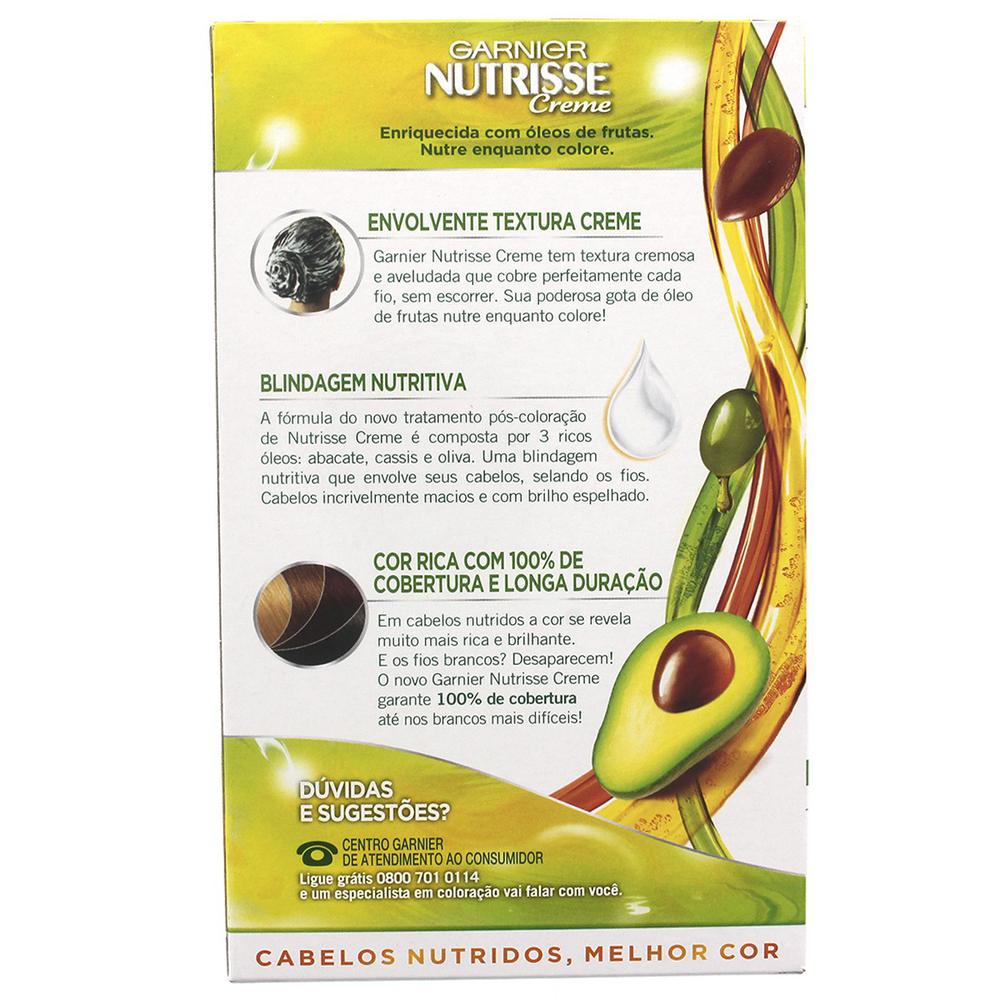 GARNIER
NUTRISSE
Creme
Enriquecida com óleos de frutas.
Nutre enquanto colore.
ENVOLVENTE TEXTURA CREME
Garnier Nutrisse Creme tem textura cremosa
e aveludada que cobre perfeitamente cada
fio, sem escorrer. Sua poderosa gota de óleo
de frutas nutre enquanto colore!
BLINDAGEM NUTRITIVA
A fórmula do novo tratamento pós-coloração
de Nutrisse Creme é composta por 3 ricos
óleos: abacate, cassis e oliva. Uma blindagem
nutritiva que envolve seus cabelos, selando os fios.
Cabelos incrivelmente macios e com brilho espelhado.
COR RICA COM 100% DE
COBERTURA E LONGA DURAÇÃO
Em cabelos nutridos a cor se revela
muito mais rica e brilhante.
E os fios brancos? Desaparecem!
O novo Garnier Nutrisse Creme
garante 100% de cobertura
até nos brancos mais difíceis!
DÚVIDAS
E SUGESTÕES?
CENTRO GARNIER
DE ATENDIMENTO AO CONSUMIDOR
Ligue grátis 0800 701 0114
e um especialista em coloração vai falar com você.
CABELOS NUTRIDOS, MELHOR COR